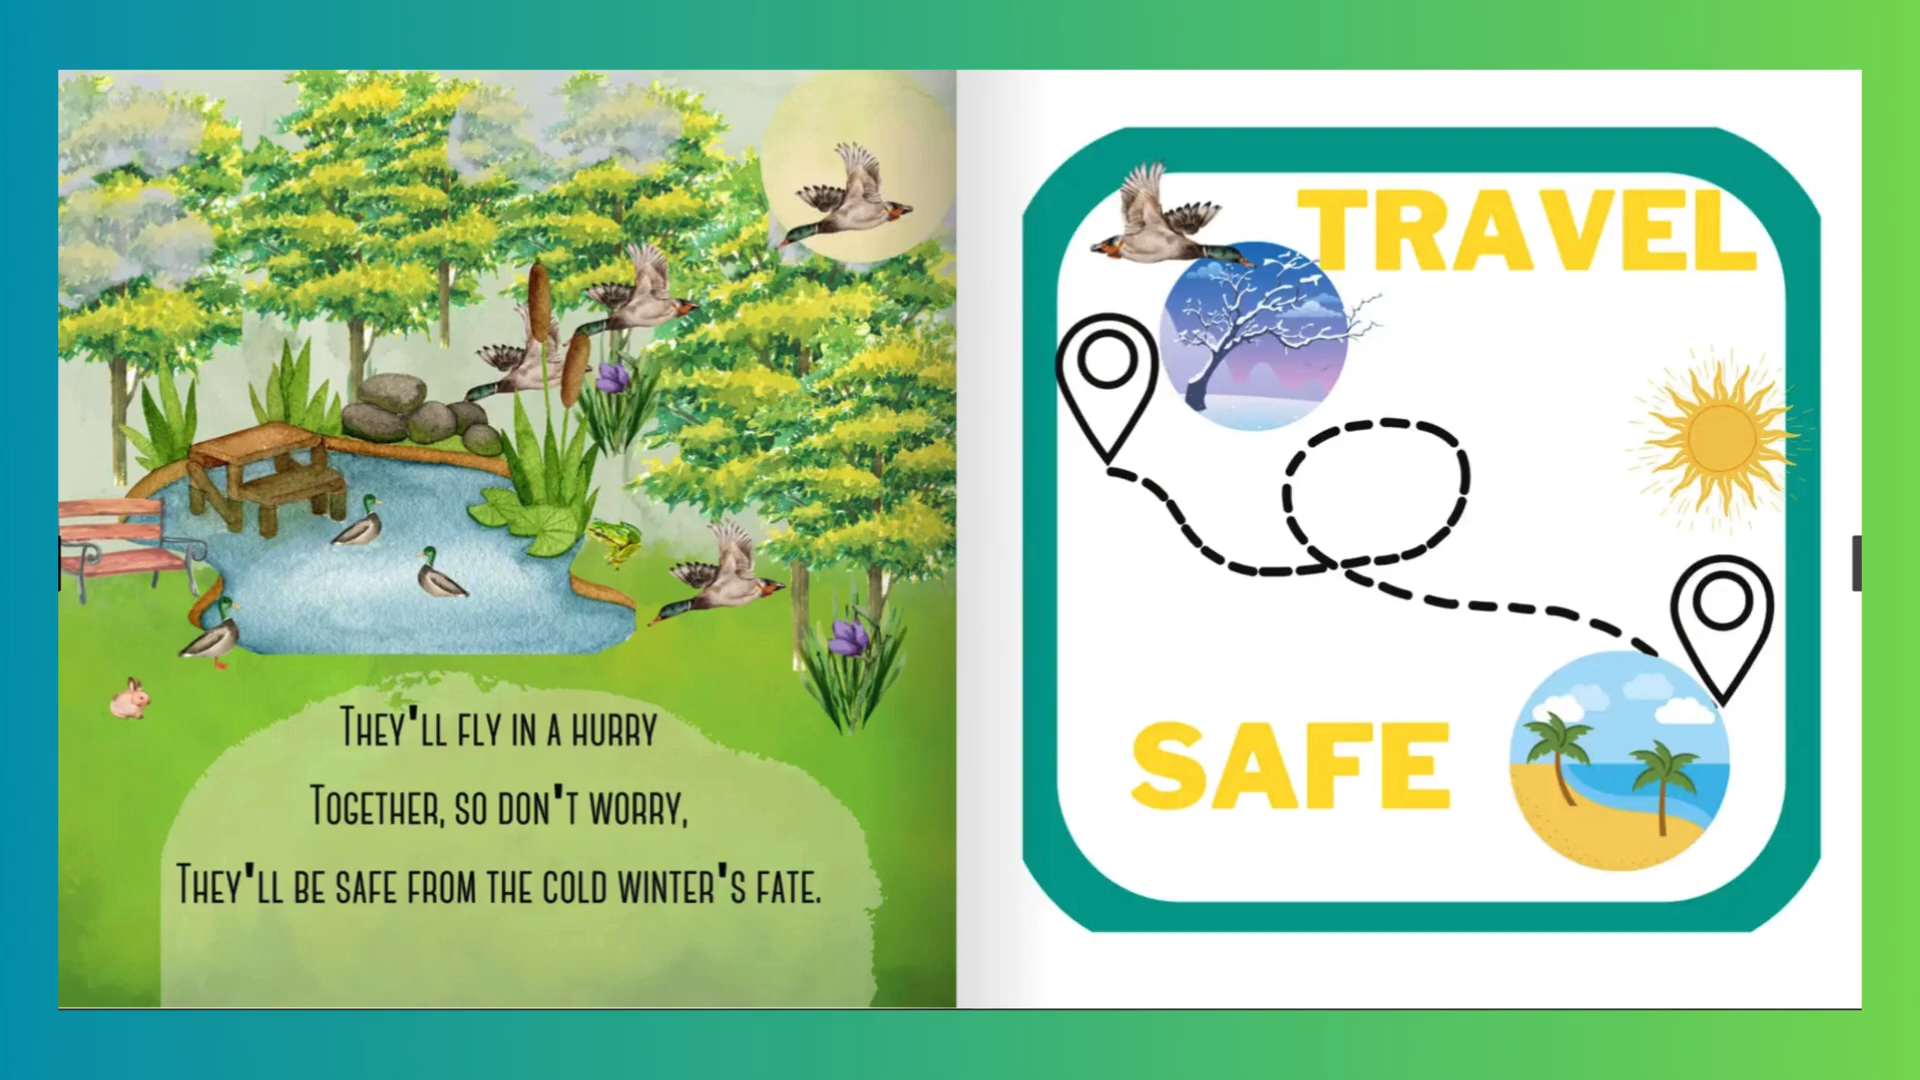 They'll fly in a hurry
Together, so don't worry,
They'll be safe from the cold winter's fate.
TRAVEL
SAFE